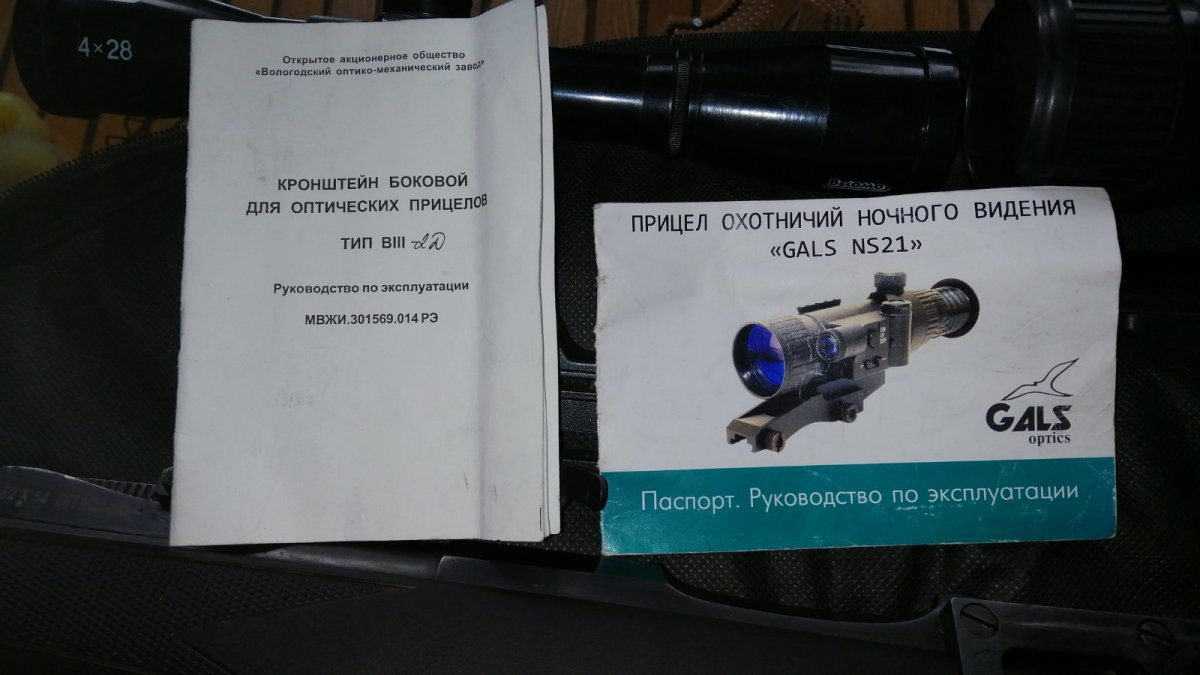 4×28
Открытое акционерное общество
«Вологодский оптико-механический завод»
КРОНШТЕЙН БОКОВОЙ
ДЛЯ ОПТИЧЕСКИХ ПРИЦЕЛОВ
ТИП BIII -2D
Руководство по эксплуатации
МВЖИ.301569.014 РЭ
ПРИЦЕЛ ОХОТНИЧИЙ НОЧНОГО ВИДЕНИЯ
«GALS NS21»
GALS
OPTICS
Паспорт. Руководство по эксплуатации